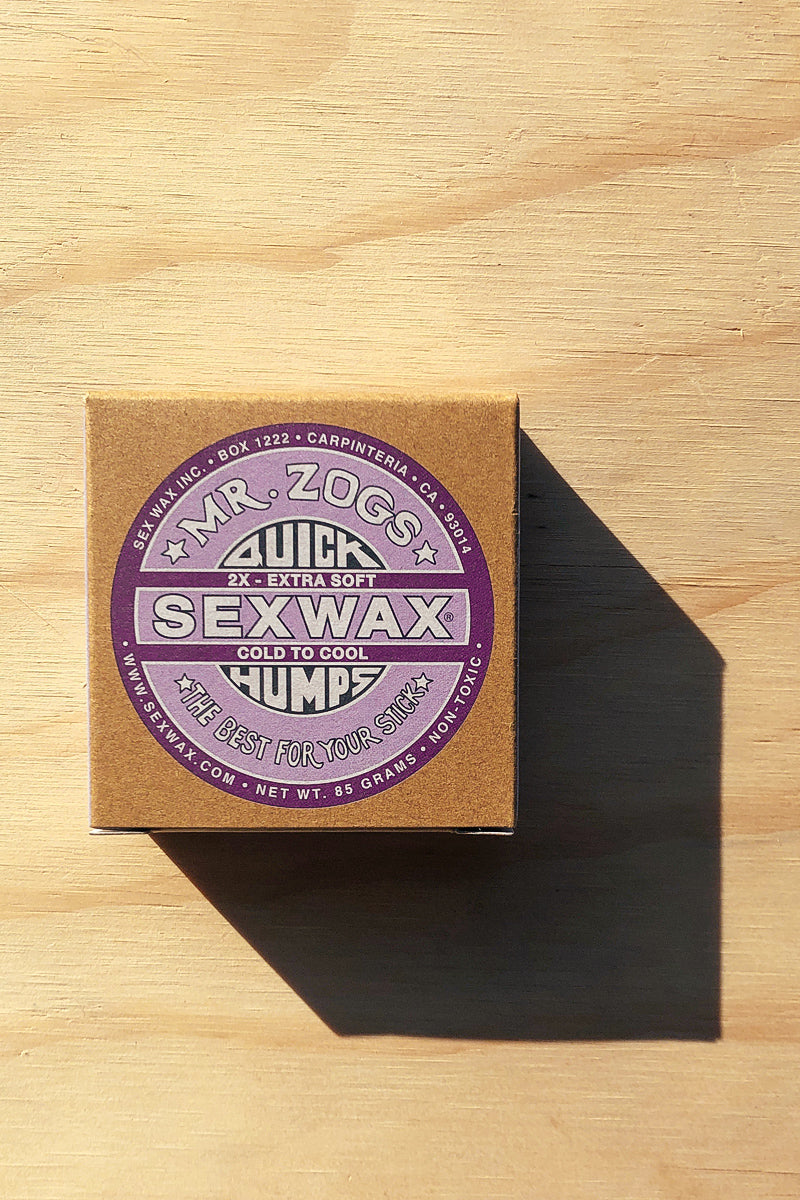 SEX WAX INC. • BOX 1222 • CARPINTERIA • CA • 93014
MR. ZOGS
QUICK
2X - EXTRA SOFT
SEXWAX®
COLD TO COOL
HUMPS
THE BEST FOR YOUR STICK
• WWW.SEXWAX.COM • NET WT. 85 GRAMS • NON-TOXIC •